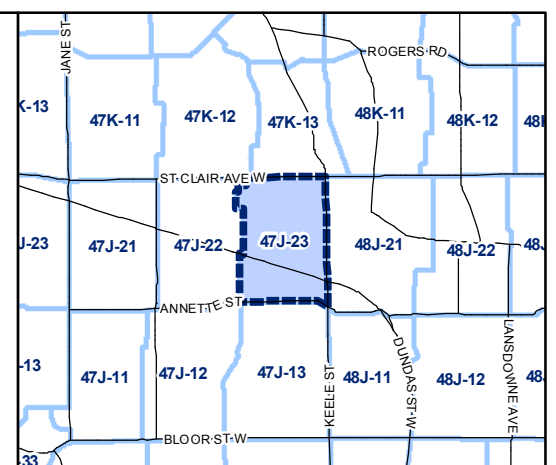 JANE ST
ROGERS RD
K-13
47K-11
47K-12
47K-13
48K-11
48K-12
48
ST CLAIR AVE W
J-23
47J-21
47J-22
47J-23
48J-21
48J-22
48J
ANNETTE ST
-13
47J-11
47J-12
47J-13
KEELE ST
48J-11
DUNDAS ST W
48J-12
LANSDOWNE AVE
48
BLOOR ST W
-33